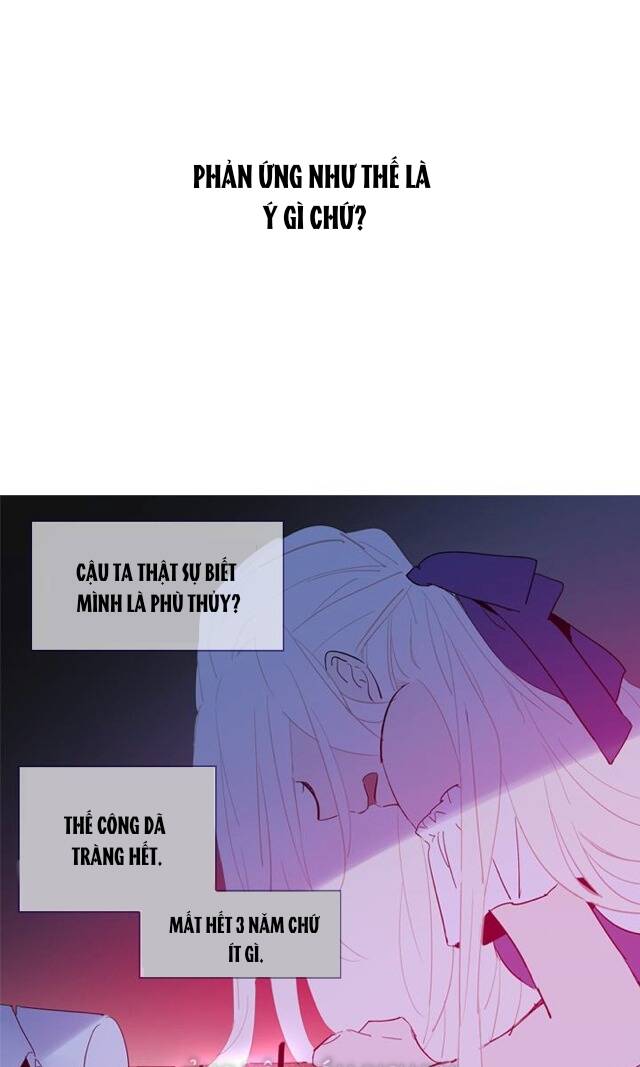 PHẢN ỨNG NHƯ THẾ LÀ
Ý GÌ CHỨ?
CẬU TA THẬT SỰ BIẾT
MÌNH LÀ PHÙ THỦY?
THẾ CÔNG DÃ
TRÀNG HẾT.
MẤT HẾT 3 NĂM CHỨ
ÍT GÌ.